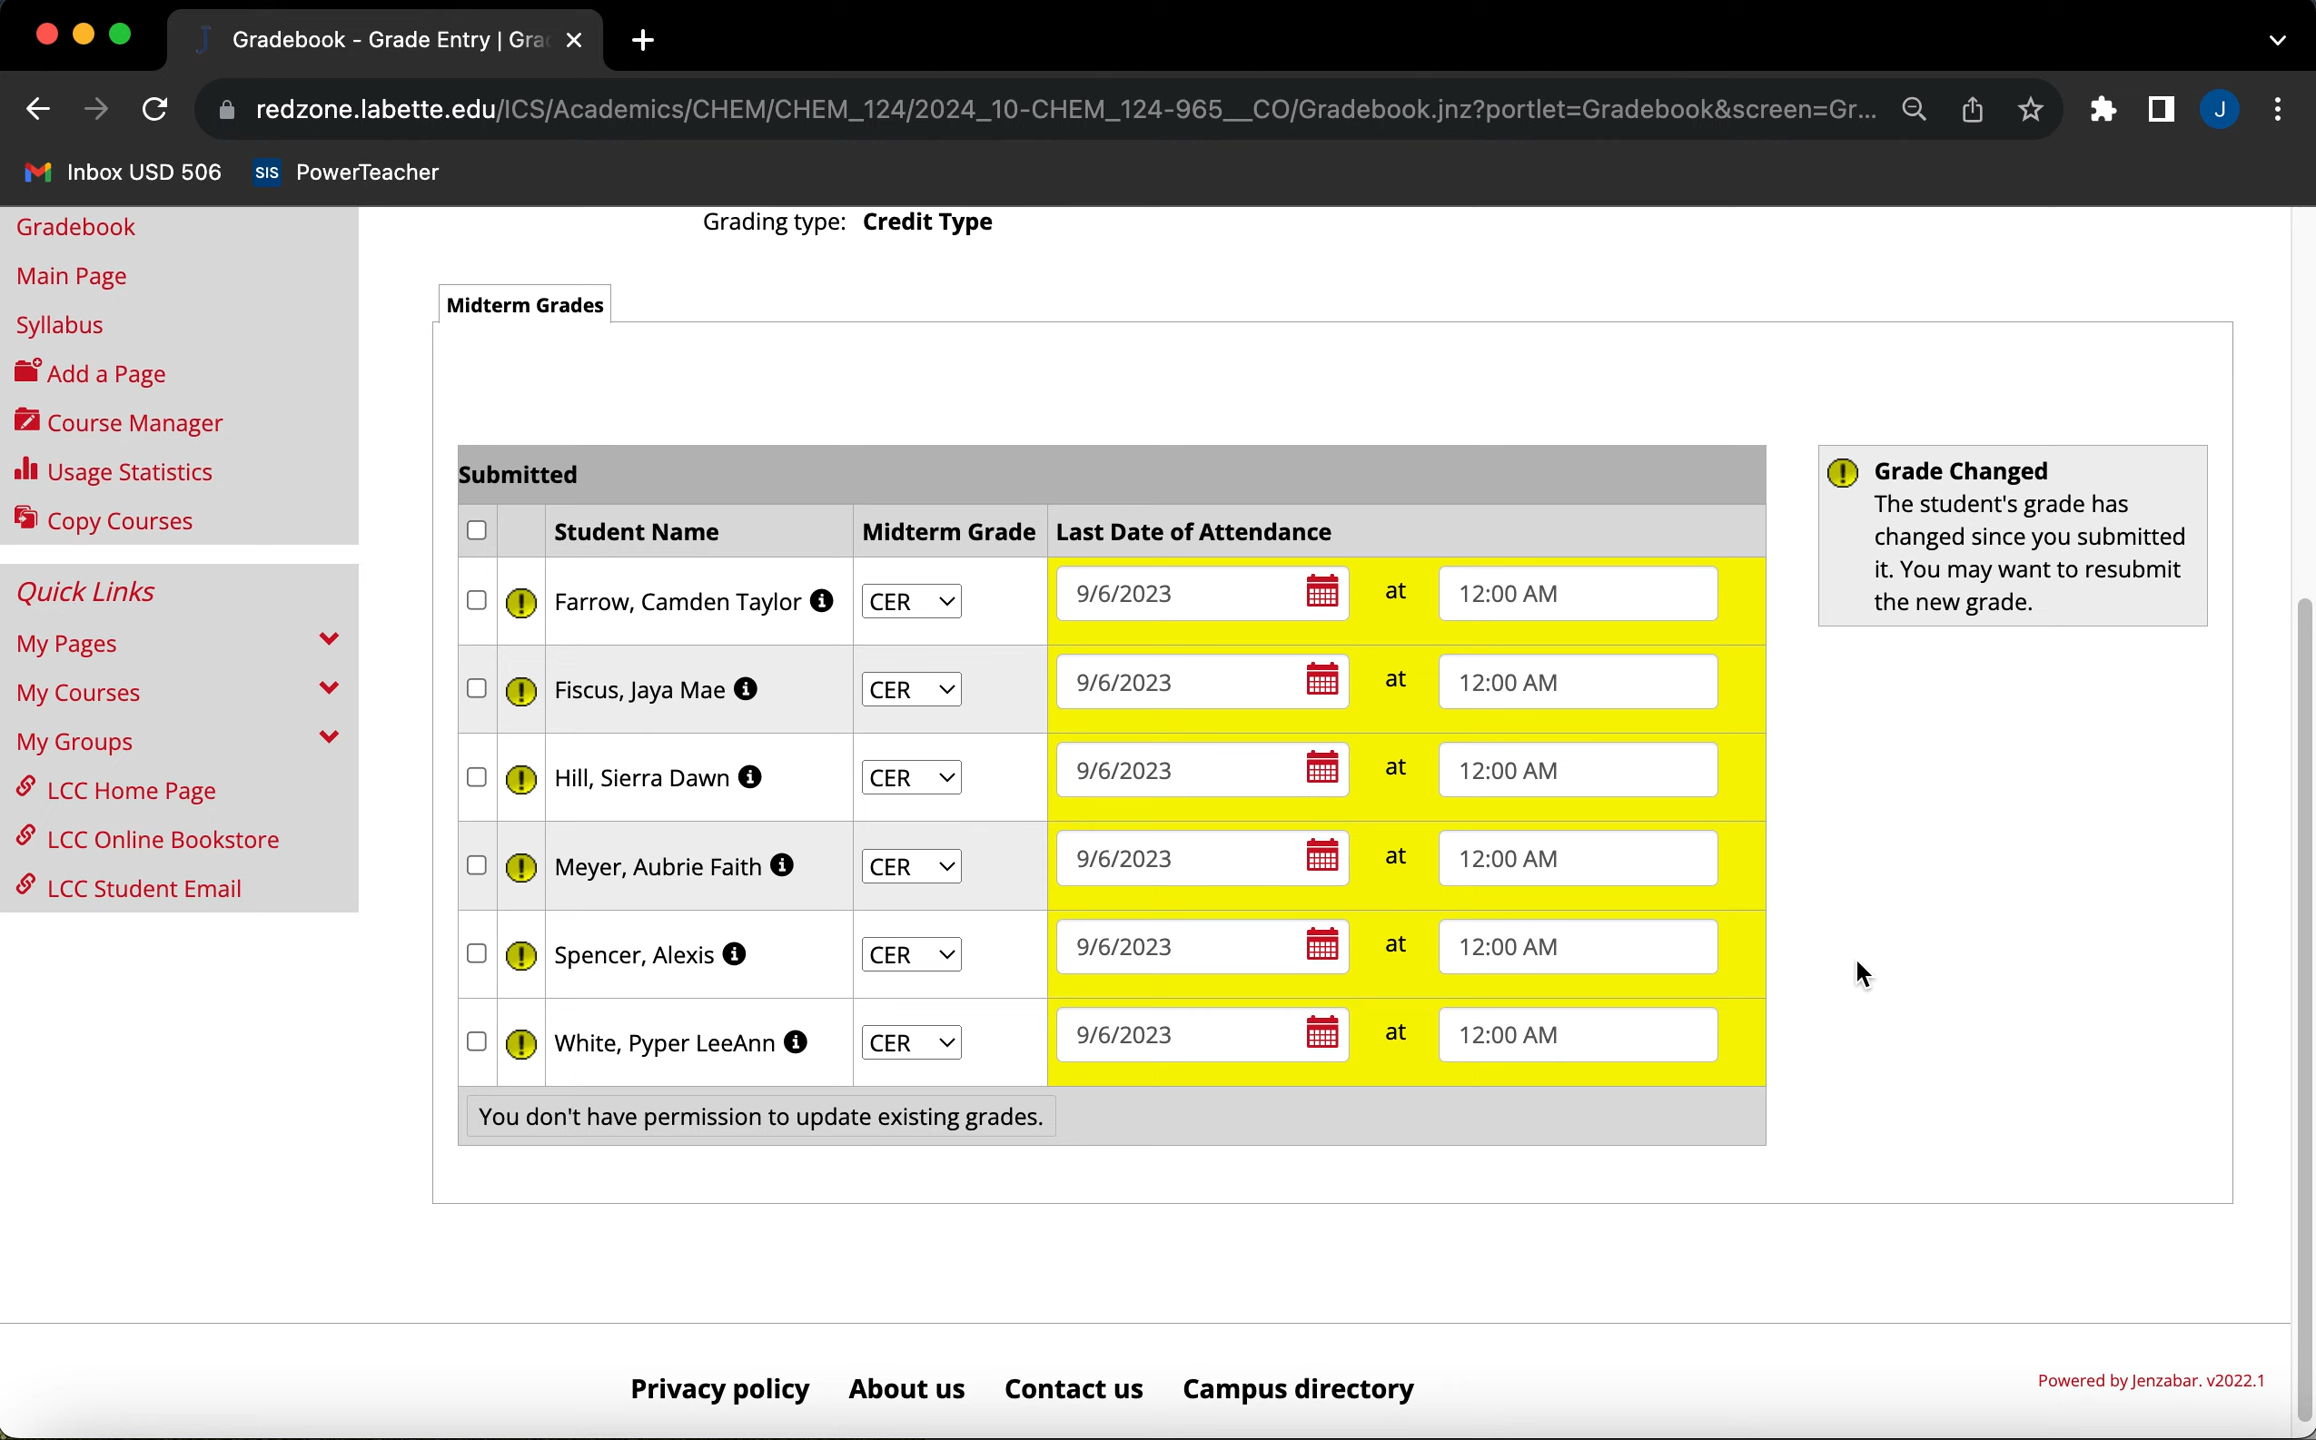 Gradebook - Grade Entry | Gra
redzone.labette.edu/ICS/Academics/CHEM/CHEM_124/2024_10-CHEM_124-965__CO/Gradebook.jnz?portlet=Gradebook&screen=Gr...
J
Inbox USD 506
SIS PowerTeacher
Gradebook
Main Page
Syllabus
Add a Page
Course Manager
Usage Statistics
Copy Courses
Quick Links
My Pages
My Courses
My Groups
LCC Home Page
LCC Online Bookstore
LCC Student Email
Grading type: Credit Type
Midterm Grades
Submitted
Student Name Midterm Grade Last Date of Attendance
Farrow, Camden Taylor CER 9/6/2023 at 12:00 AM
Fiscus, Jaya Mae CER 9/6/2023 at 12:00 AM
Hill, Sierra Dawn CER 9/6/2023 at 12:00 AM
Meyer, Aubrie Faith CER 9/6/2023 at 12:00 AM
Spencer, Alexis CER 9/6/2023 at 12:00 AM
White, Pyper LeeAnn CER 9/6/2023 at 12:00 AM
You don't have permission to update existing grades.
Grade Changed
The student's grade has
changed since you submitted
it. You may want to resubmit
the new grade.
Privacy policy About us Contact us Campus directory
Powered by Jenzabar. v2022.1